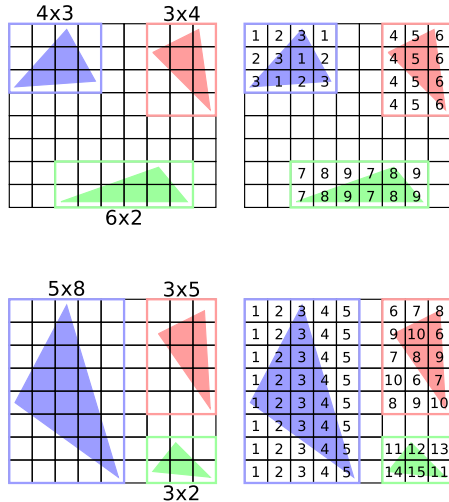 4x3 3x4
1 2 3 1 4 5 6
2 3 1 2 4 5 6
3 1 2 3 4 5 6
4 5 6
7 8 9 7 8 9
7 8 9 7 8 9
6x2
5x8 3x5
1 2 3 4 5 6 7 8
1 2 3 4 5 9 10 6
1 2 3 4 5 7 8 9
1 2 3 4 5 10 6 7
1 2 3 4 5 8 9 10
1 2 3 4 5
1 2 3 4 5 11 12 13
1 2 3 4 5 14 15 11
3x2